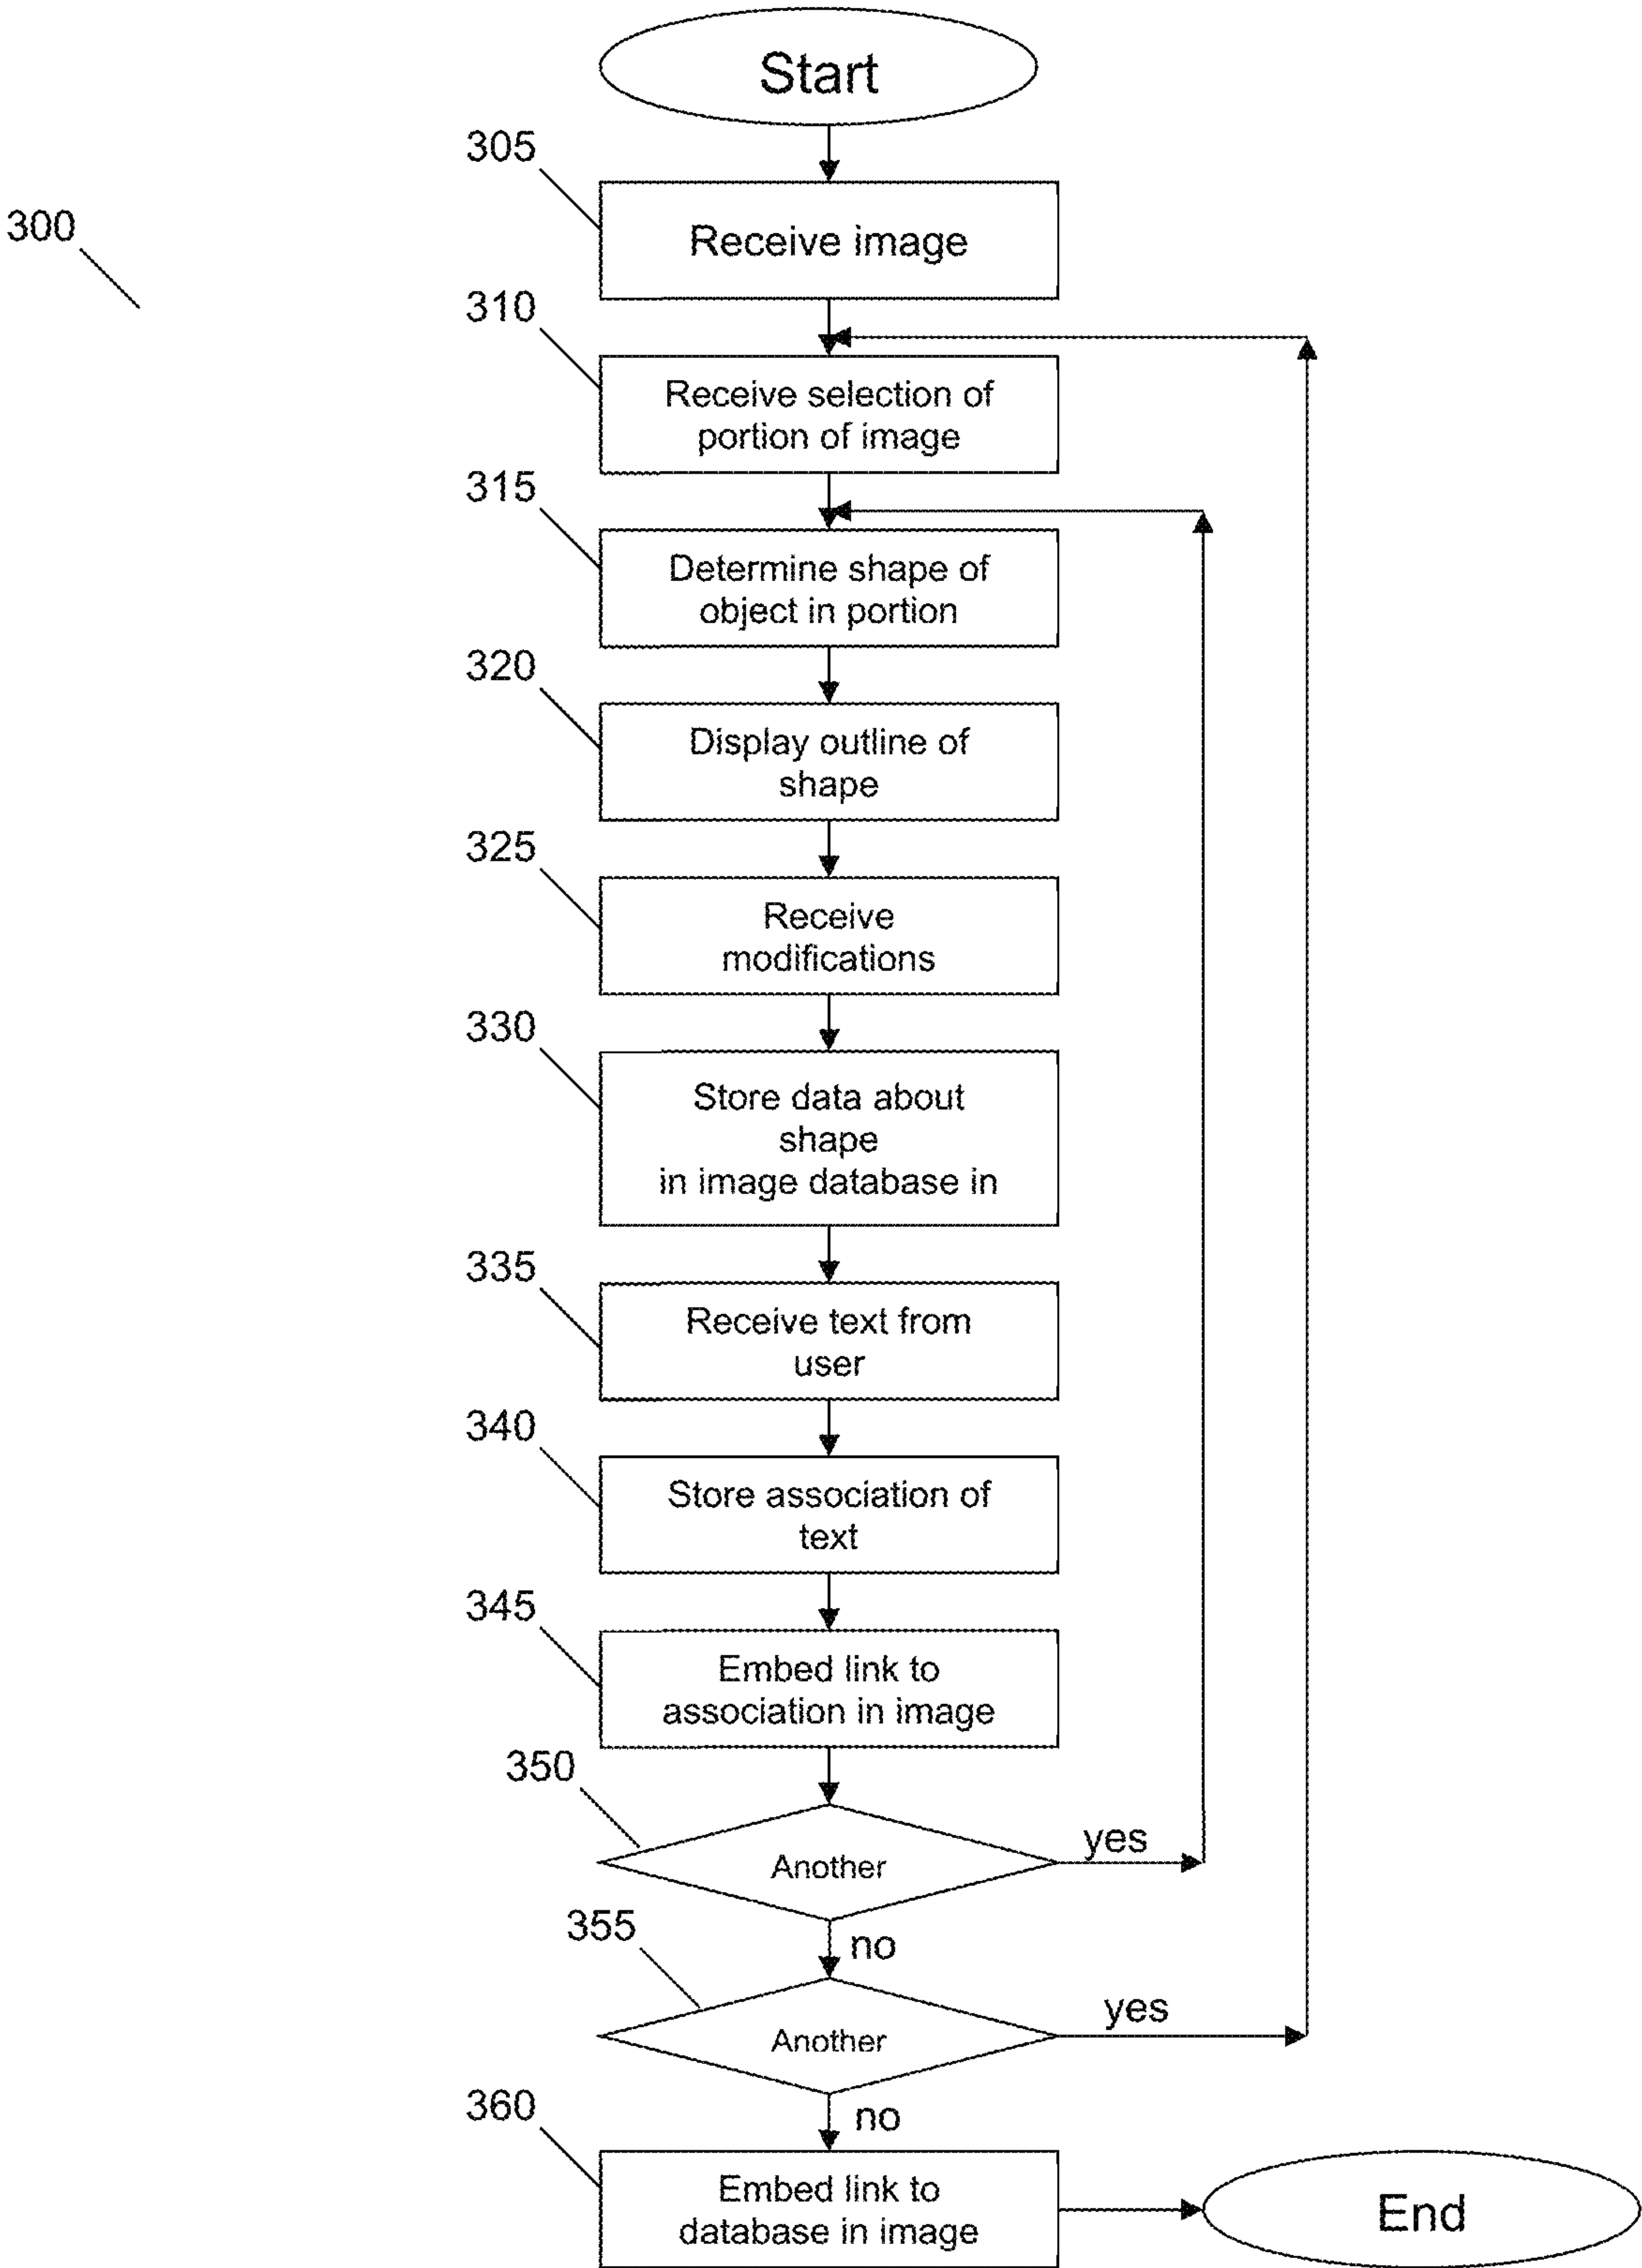 Start
305
300
Receive image
310
Receive selection of
portion of image
315
Determine shape of
object in portion
320
Display outline of
shape
325
Receive
modifications
330
Store data about
shape
in image database in
335
Receive text from
user
340
Store association of
text
345
Embed link to
association in image
350
yes
Another
355
no
yes
Another
360
no
Embed link to
database in image
End